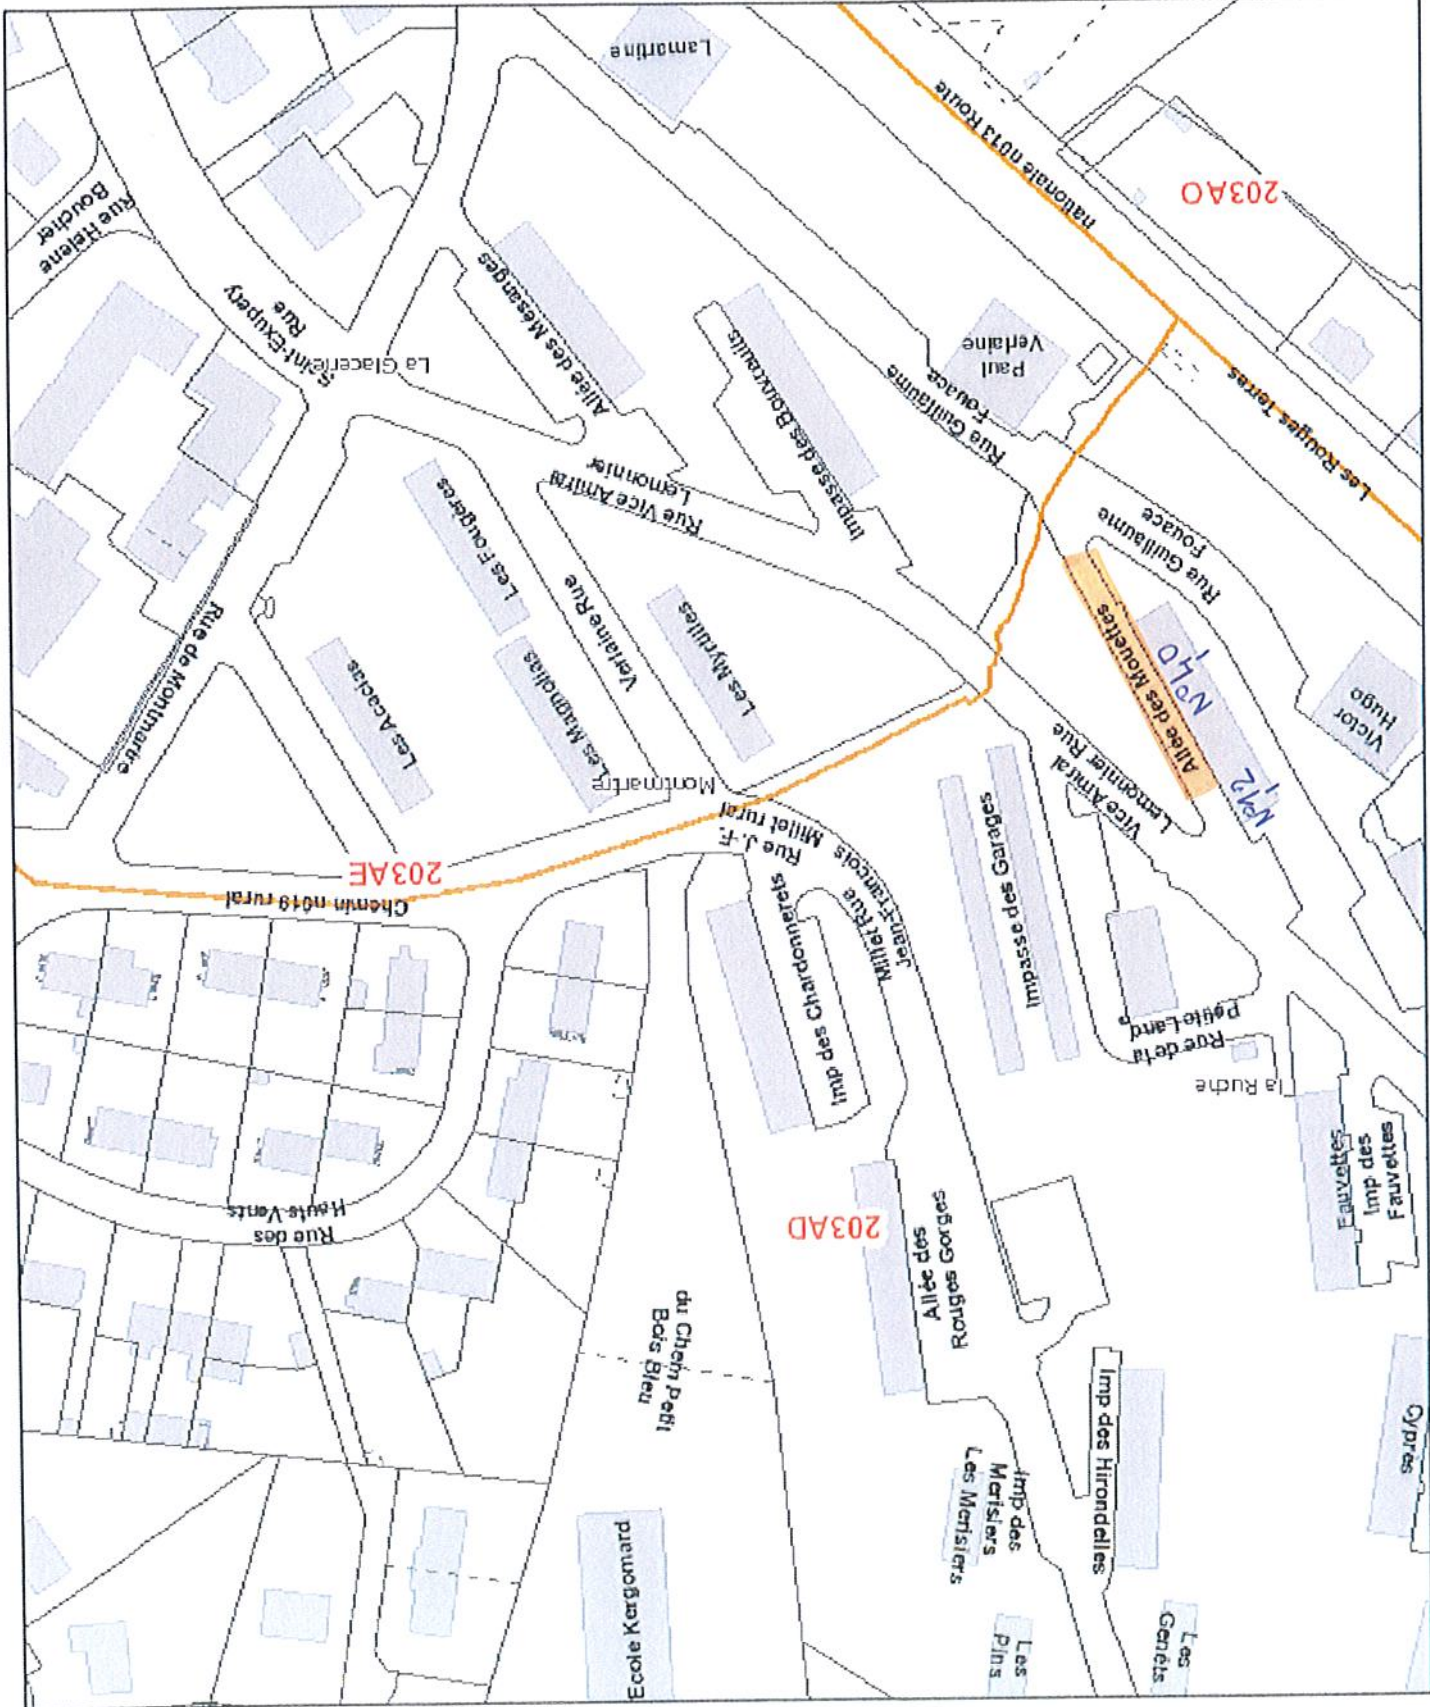 Lamartine
nationale n013 Route
203AO
Rue Helene
Boucher
Rue
Saint-Exupery
La Glacerie
Allée des Mésanges
Impasse des Bouvreuils
Paul
Verlaine
Rue Guillaume
Fouace
Les Rouges Terres
Rue Vice Amiral
Lemonnier
Les Fougères
Verlaine Rue
Les Myrtilles
Rue Guillaume
Fouace
Allée des Mouettes
N°40
N°12
Victor
Hugo
Rue de Montmartre
Les Acacias
Les Magnolias
Montmartre
Vice Amiral
Lemonnier Rue
203AE
Chemin n019 rural
Rue J.-F.
Millet rural
Jean-François
Millet Rue
Imp des Chardonnerets
Impasse des Garages
Rue de la
Petite Land
la Ruche
Fauvettes
Imp des
Fauvettes
Rue des
Hauts Vents
203AD
Allée des
Rouges Gorges
du Chem Petit
Bois Bleu
Imp des Hirondelles
Imp des
Merisiers
Les Merisiers
Cyprès
Ecole Kergomard
Les
Pins
Les
Genêts